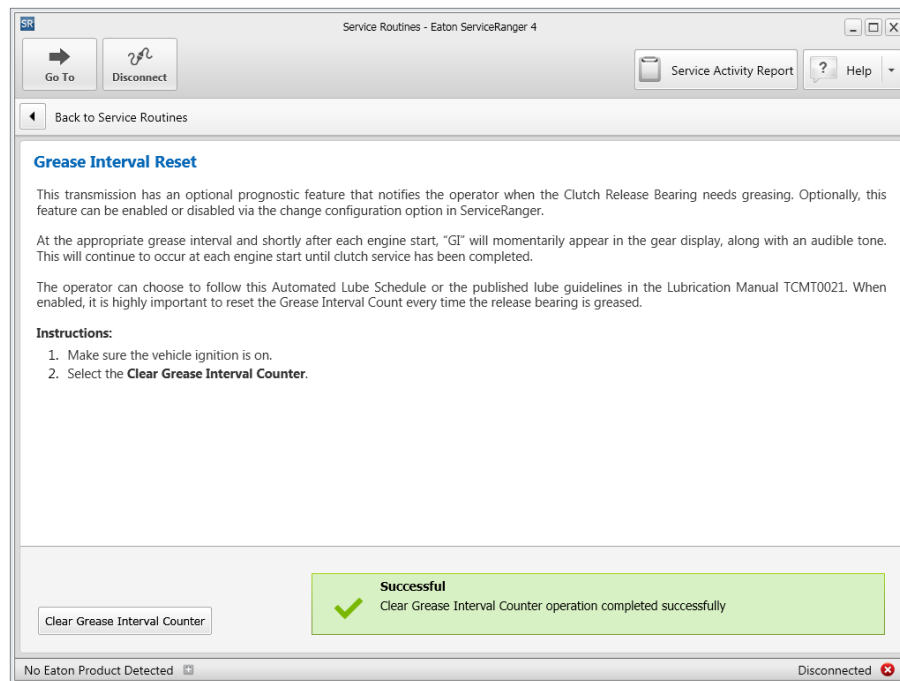 SR
Service Routines - Eaton ServiceRanger 4
Go To
Disconnect
Service Activity Report
? Help
Back to Service Routines
Grease Interval Reset
This transmission has an optional prognostic feature that notifies the operator when the Clutch Release Bearing needs greasing. Optionally, this
feature can be enabled or disabled via the change configuration option in ServiceRanger.
At the appropriate grease interval and shortly after each engine start, “GI” will momentarily appear in the gear display, along with an audible tone.
This will continue to occur at each engine start until clutch service has been completed.
The operator can choose to follow this Automated Lube Schedule or the published lube guidelines in the Lubrication Manual TCMT0021. When
enabled, it is highly important to reset the Grease Interval Count every time the release bearing is greased.
Instructions:
1. Make sure the vehicle ignition is on.
2. Select the Clear Grease Interval Counter.
Successful
Clear Grease Interval Counter operation completed successfully
Clear Grease Interval Counter
No Eaton Product Detected
Disconnected